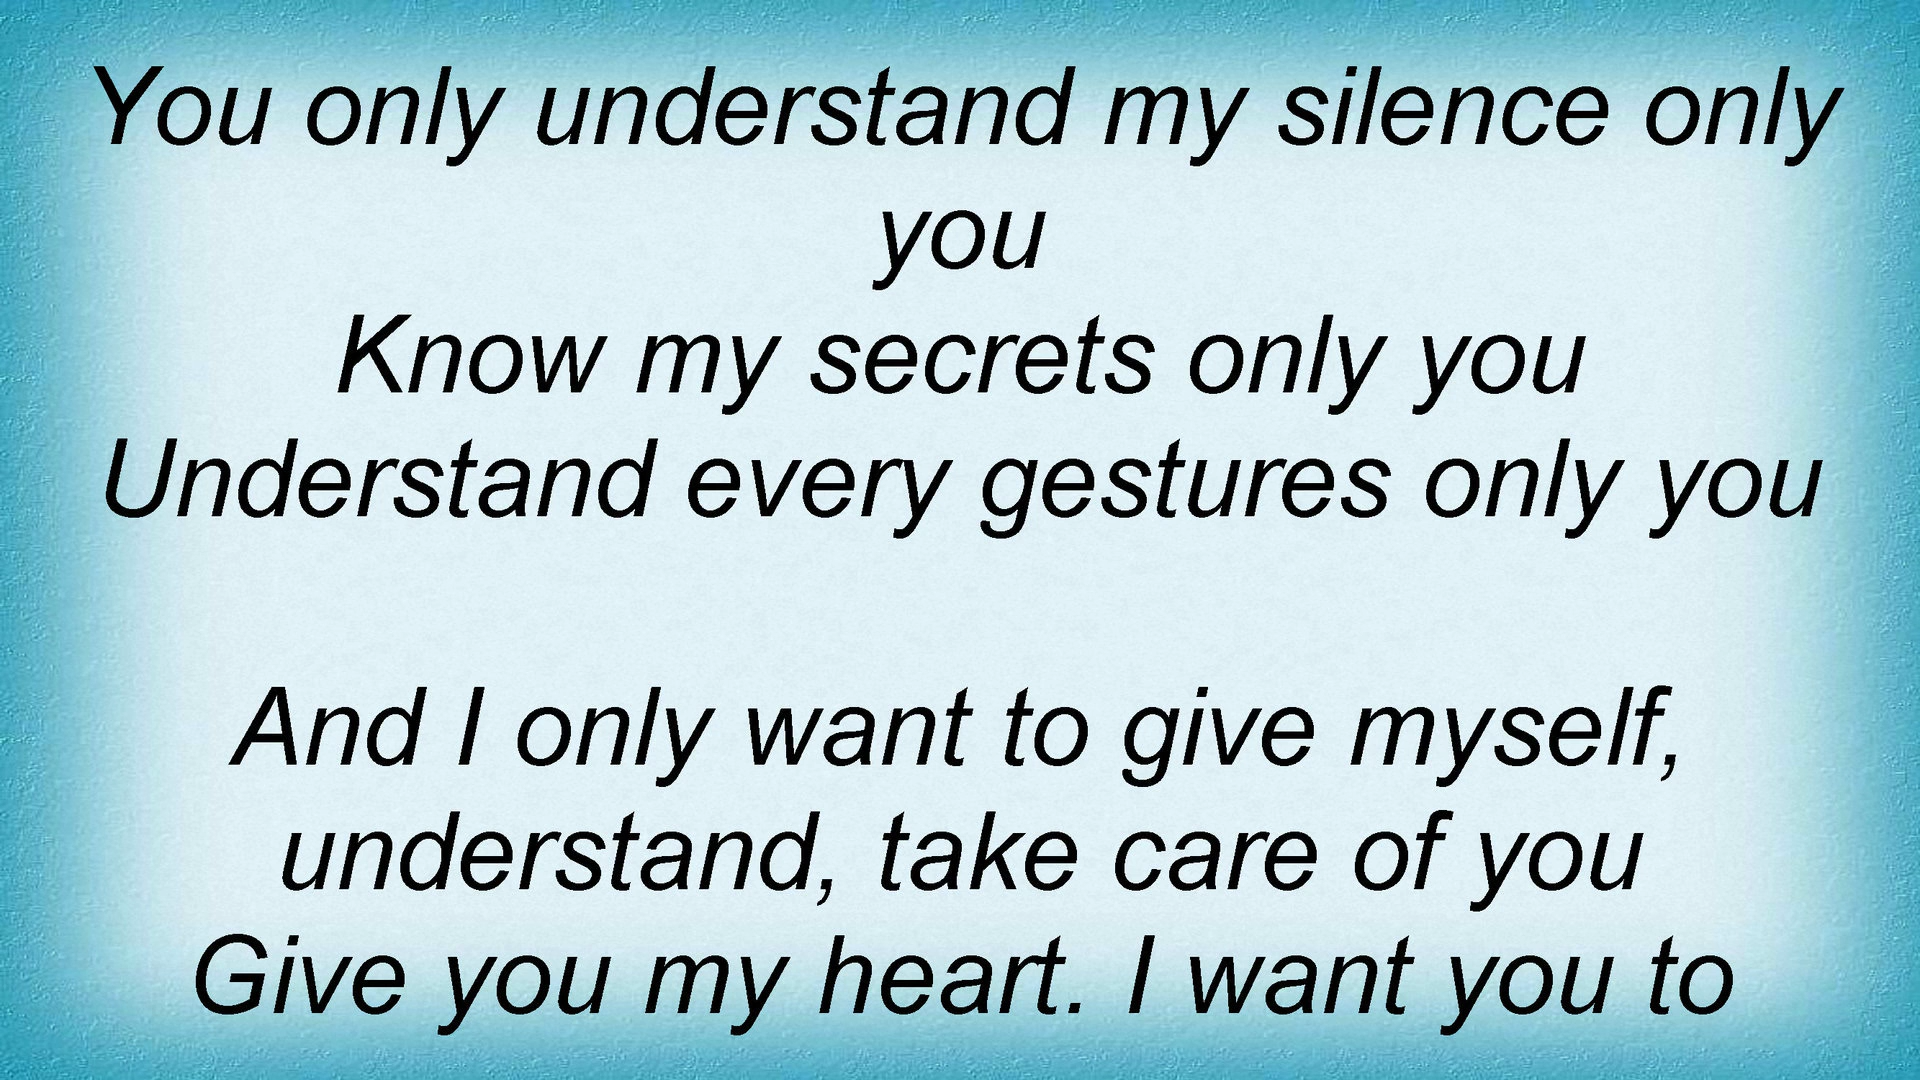 You only understand my silence only
you
Know my secrets only you
Understand every gestures only you
And I only want to give myself,
understand, take care of you
Give you my heart. I want you to